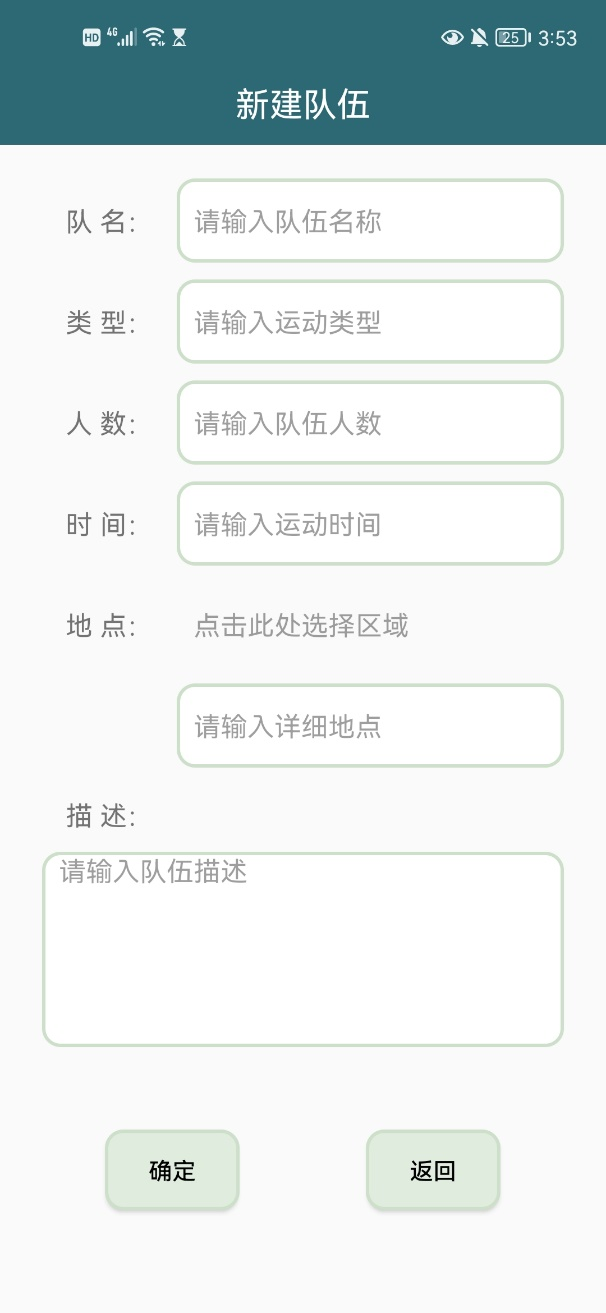 HD 4G 25 3:53
新建队伍
队 名: 请输入队伍名称
类 型: 请输入运动类型
人 数: 请输入队伍人数
时 间: 请输入运动时间
地 点: 点击此处选择区域
请输入详细地点
描 述:
请输入队伍描述
确定 返回